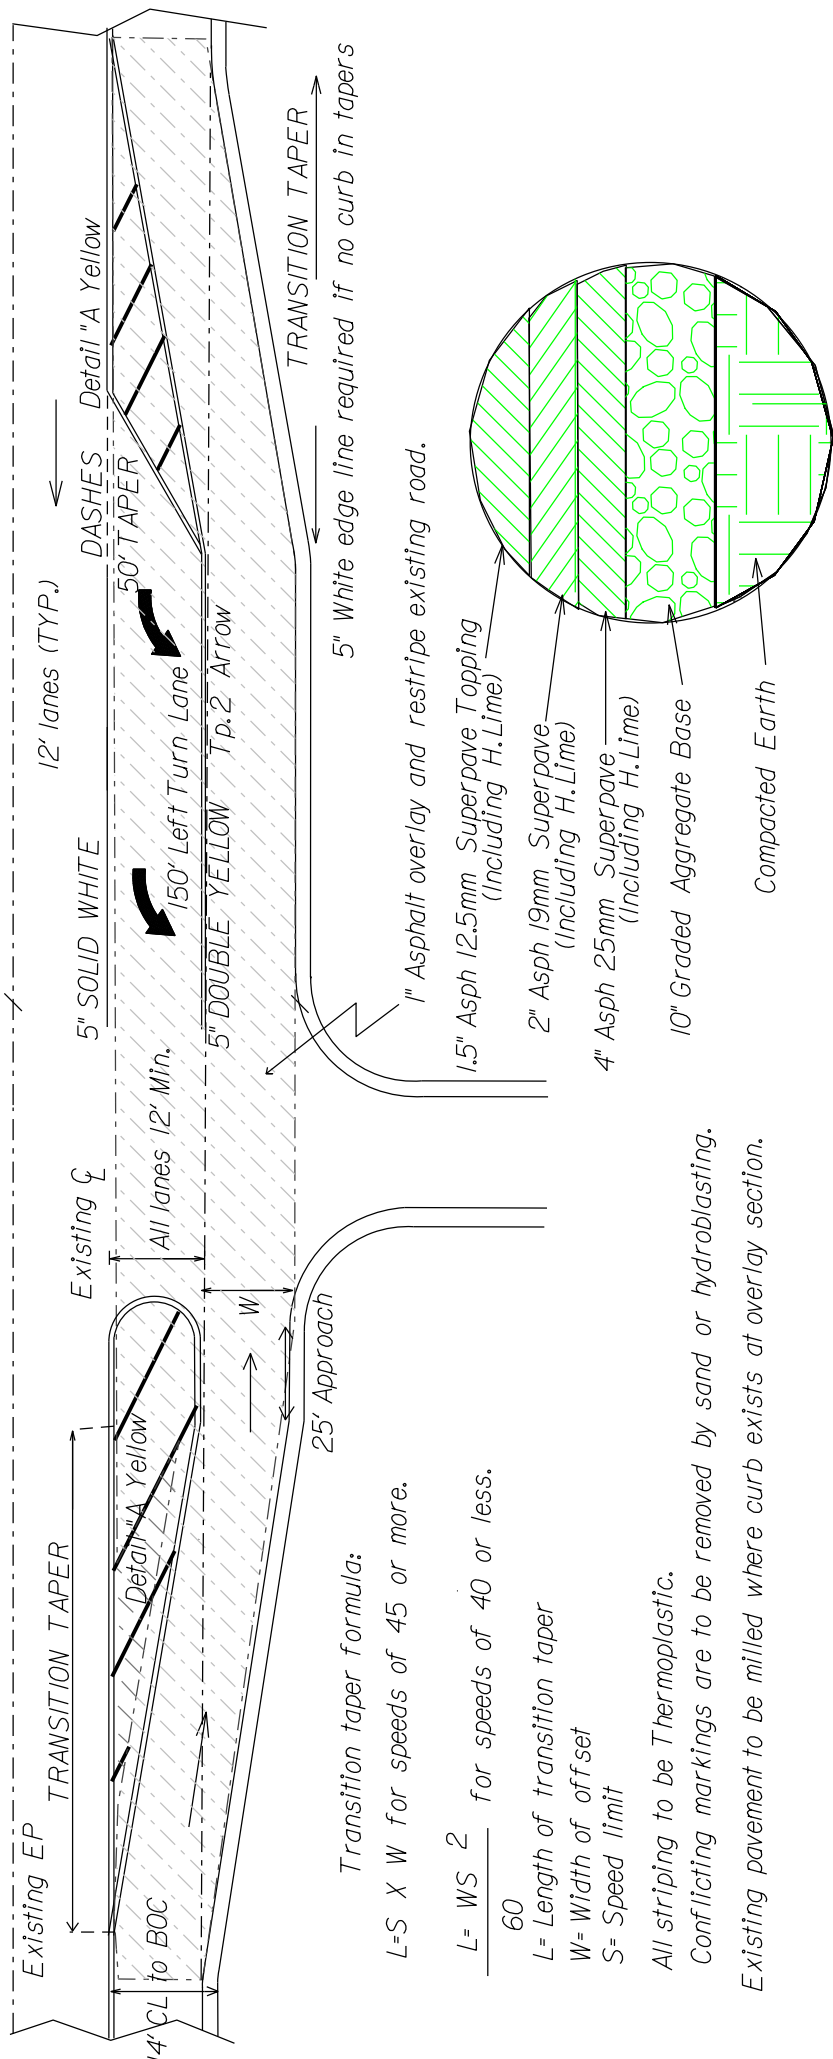 Existing EP
TRANSITION TAPER
4' CL to BOC
Detail "A Yellow
Existing CL
All lanes 12' Min.
W
25' Approach
12' lanes (TYP.)
5" SOLID WHITE
DASHES
Detail "A Yellow
50' TAPER
150' Left Turn Lane
5" DOUBLE YELLOW
Tp.2 Arrow
TRANSITION TAPER
5" White edge line required if no curb in tapers
1" Asphalt overlay and restripe existing road.
Transition taper formula:
L=S X W for speeds of 45 or more.
L= WS 2 for speeds of 40 or less.
60
L= Length of transition taper
W= Width of offset
S= Speed limit
All striping to be Thermoplastic.
Conflicting markings are to be removed by sand or hydroblasting.
Existing pavement to be milled where curb exists at overlay section.
1.5" Asph 12.5mm Superpave Topping
(Including H.Lime)
2" Asph 19mm Superpave
(Including H.Lime)
4" Asph 25mm Superpave
(Including H.Lime)
10" Graded Aggregate Base
Compacted Earth